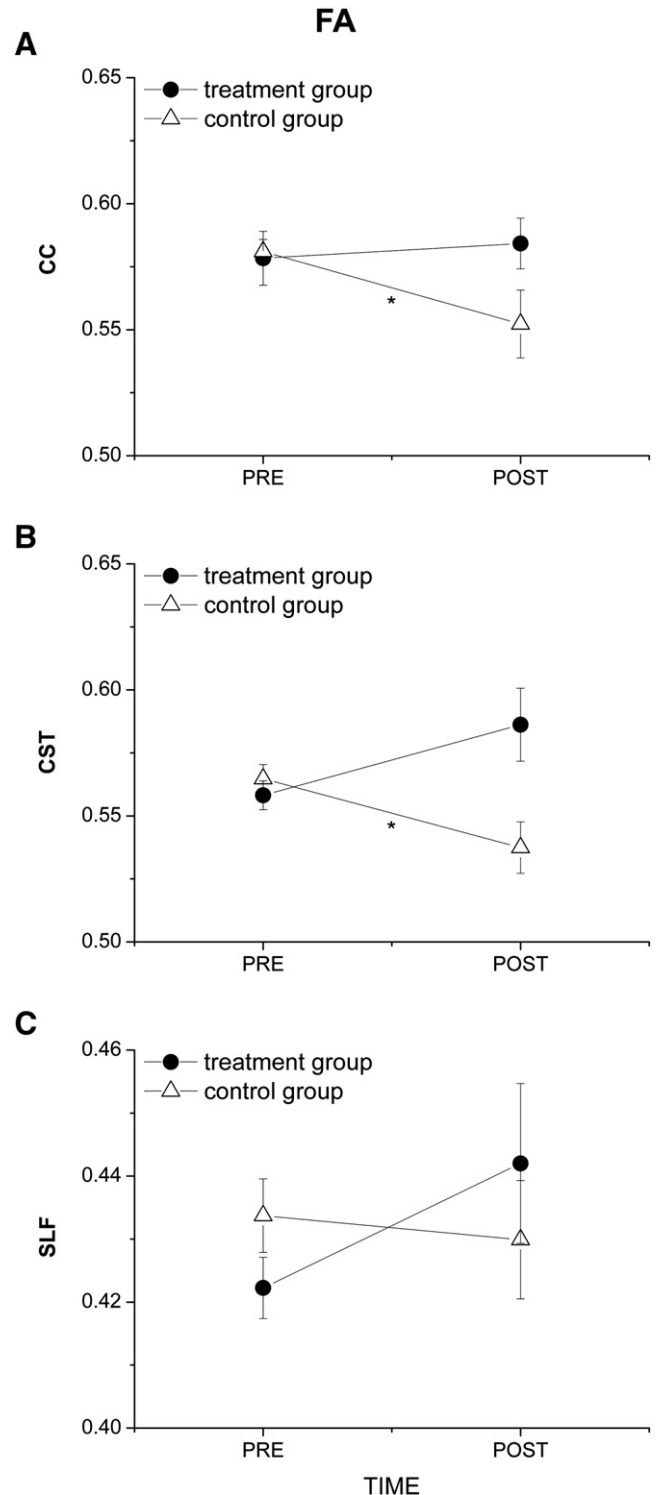 FA
A
0.65
treatment group
control group
0.60
CC
0.55
*
0.50
PRE POST
B
0.65
treatment group
control group
0.60
CST
0.55
*
0.50
PRE POST
C
0.46
treatment group
control group
0.44
SLF
0.42
0.40
PRE POST
TIME